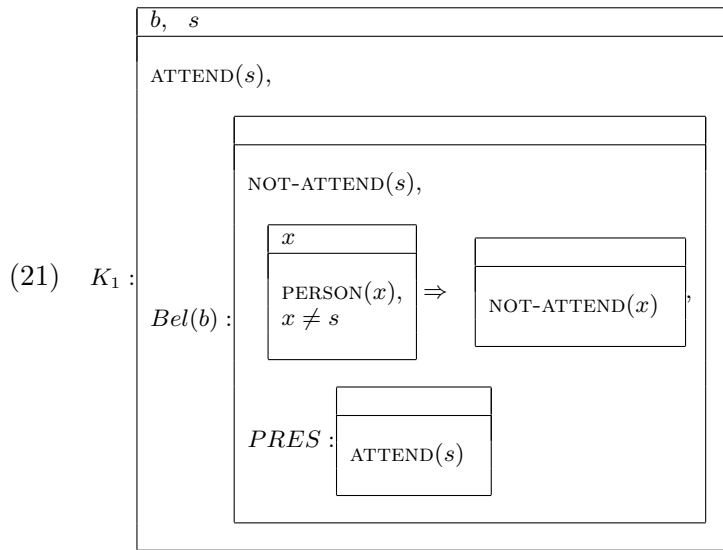 b, s
ATTEND(s),
NOT-ATTEND(s),
x
PERSON(x),
x ≠ s
⇒
NOT-ATTEND(x)
,
(21) K₁ :
Bel(b) :
PRES :
ATTEND(s)